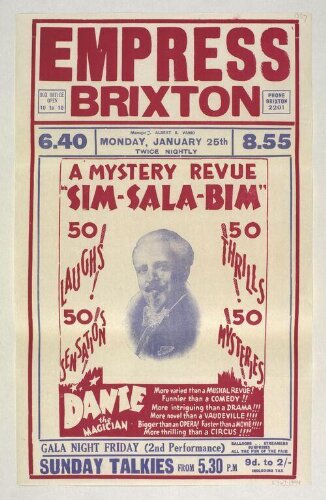 EMPRESS
BOX OFFICE
OPEN
10 to 10
BRIXTON
PHONE
BRIXTON
2201
6.40
Manager: ALBERT
MONDAY, JANUARY 25th
TWICE NIGHTLY
8.55
A MYSTERY REVUE
"SIM-SALA-BIM"
50 LAUGHS!
50 THRILLS!
50 SENSATIONS
50 MYSTERIES!
DANTE
the
MAGICIAN
More varied than a MUSICAL REVUE!
Funnier than a COMEDY!!
More intriguing than a DRAMA!!!
More novel than a VAUDEVILLE!!!!
Bigger than an OPERA! Faster than a MOVIE!!!
More thrilling than a CIRCUS!!!!
GALA NIGHT FRIDAY (2nd Performance)
BALLOONS STREAMERS
ALL THE FUN OF THE FAIR
SUNDAY TALKIES FROM 5.30 P.M
9d. to 2/-
INCLUDING TAX